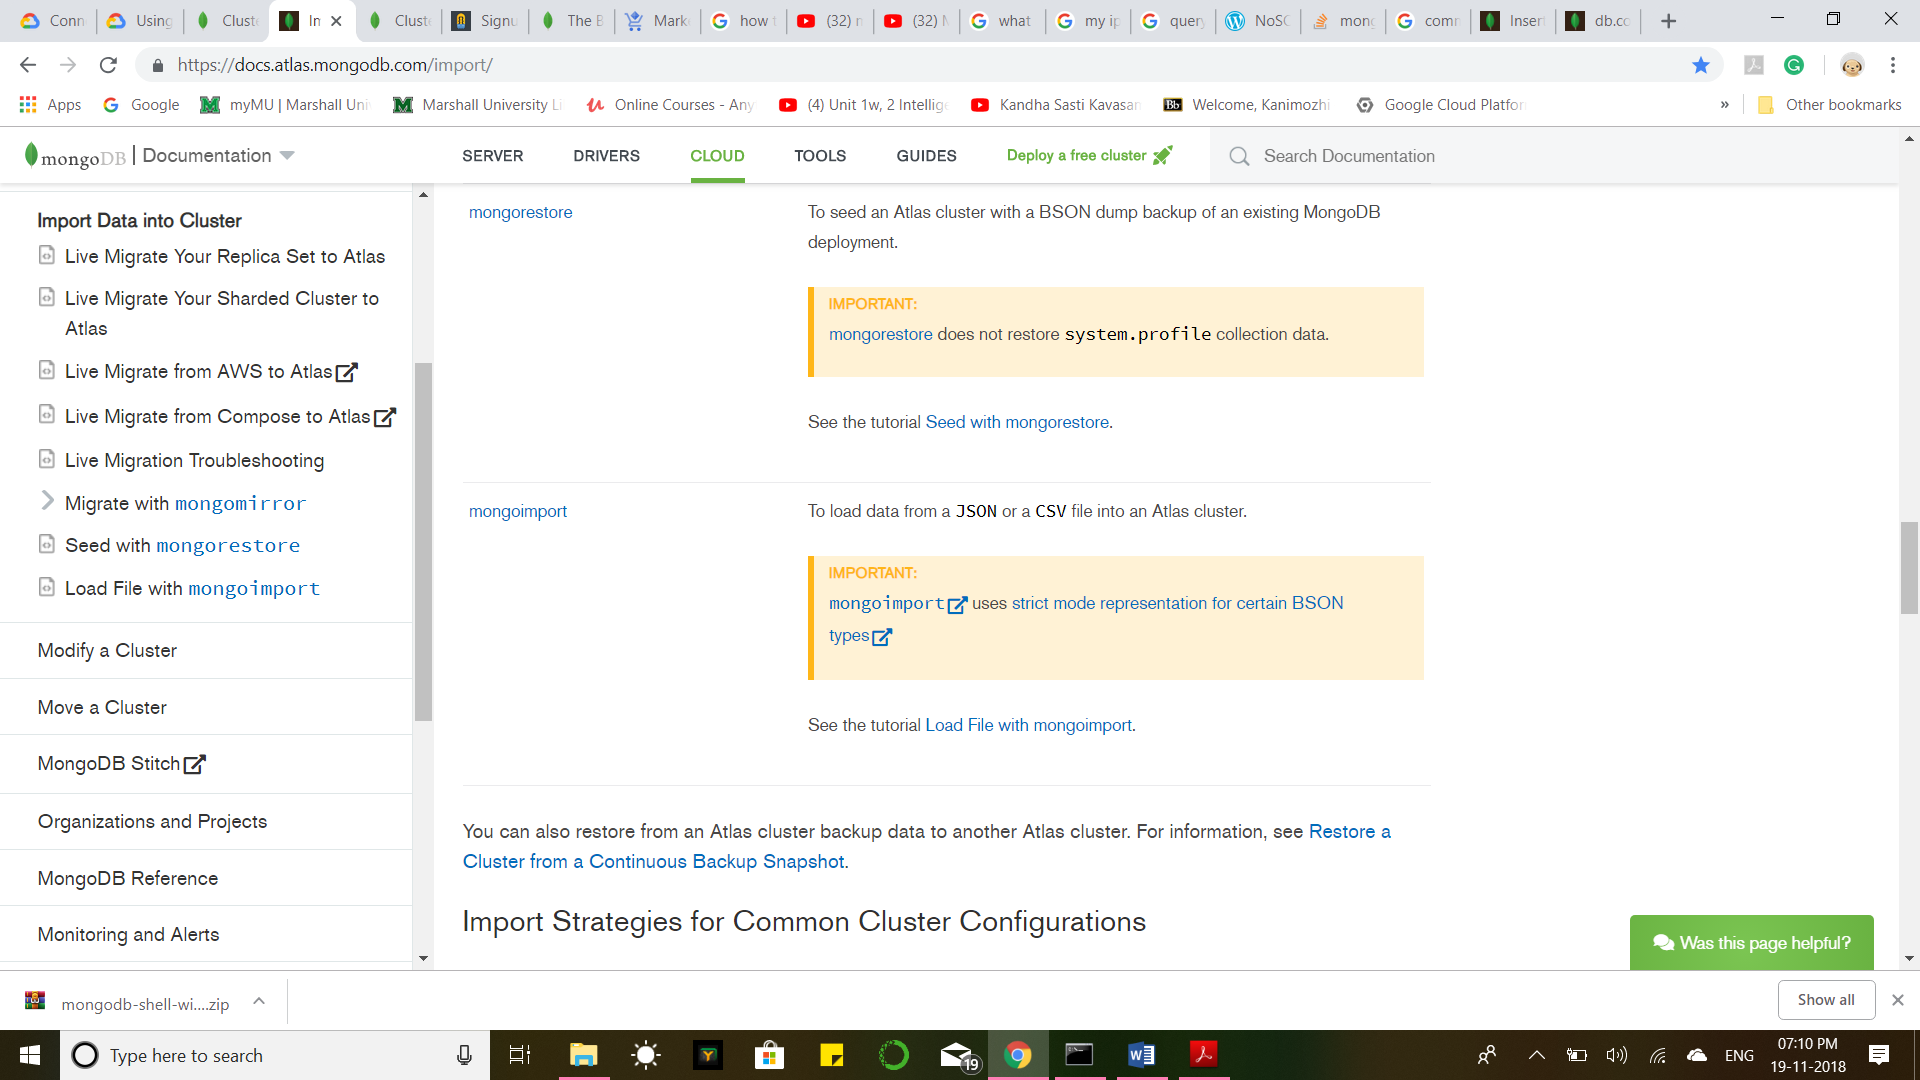 Conn
Using
Clust
In
Clust
Signu
The B
Mark
how t
(32) n
(32) M
what
my ip
query
NoSC
mong
comm
Insert
db.co
https://docs.atlas.mongodb.com/import/
Apps
Google
myMU | Marshall Uni
Marshall University Li
Online Courses - Any
(4) Unit 1w, 2 Intellig
Kandha Sasti Kavasam
Bb Welcome, Kanimozhi
Google Cloud Platfor
»
Other bookmarks
mongoDB | Documentation
SERVER
DRIVERS
CLOUD
TOOLS
GUIDES
Deploy a free cluster
Search Documentation
Import Data into Cluster
Live Migrate Your Replica Set to Atlas
Live Migrate Your Sharded Cluster to
Atlas
Live Migrate from AWS to Atlas
Live Migrate from Compose to Atlas
Live Migration Troubleshooting
Migrate with mongomirror
Seed with mongorestore
Load File with mongoimport
Modify a Cluster
Move a Cluster
MongoDB Stitch
Organizations and Projects
MongoDB Reference
Monitoring and Alerts
mongorestore
To seed an Atlas cluster with a BSON dump backup of an existing MongoDB
deployment.
IMPORTANT:
mongorestore does not restore system.profile collection data.
See the tutorial Seed with mongorestore.
mongoimport
To load data from a JSON or a CSV file into an Atlas cluster.
IMPORTANT:
mongoimport uses strict mode representation for certain BSON
types
See the tutorial Load File with mongoimport.
You can also restore from an Atlas cluster backup data to another Atlas cluster. For information, see Restore a
Cluster from a Continuous Backup Snapshot.
Import Strategies for Common Cluster Configurations
Was this page helpful?
mongodb-shell-wi....zip
Show all
Type here to search
19
ENG
07:10 PM
19-11-2018